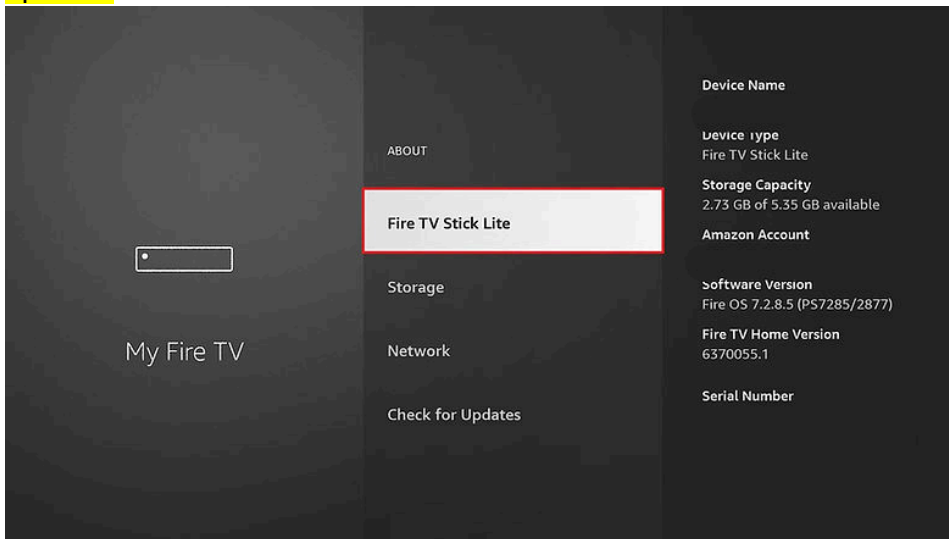 My Fire TV
ABOUT
Fire TV Stick Lite
Storage
Network
Check for Updates
Device Name
Device Type
Fire TV Stick Lite
Storage Capacity
2.73 GB of 5.35 GB available
Amazon Account
Software Version
Fire OS 7.2.8.5 (PS7285/2877)
Fire TV Home Version
6370055.1
Serial Number